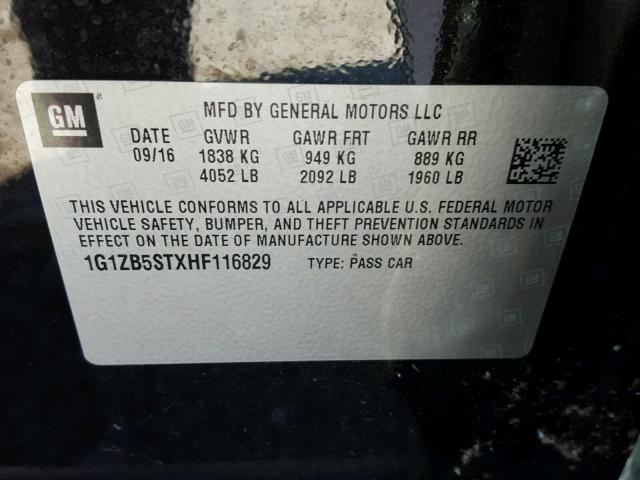 GM ® MFD BY GENERAL MOTORS LLC
DATE GVWR GAWR FRT GAWR RR
09/16 1838 KG 949 KG 889 KG
4052 LB 2092 LB 1960 LB
THIS VEHICLE CONFORMS TO ALL APPLICABLE U.S. FEDERAL MOTOR
VEHICLE SAFETY, BUMPER, AND THEFT PREVENTION STANDARDS IN
EFFECT ON THE DATE OF MANUFACTURE SHOWN ABOVE.
1G1ZB5STXHF116829 TYPE: PASS CAR